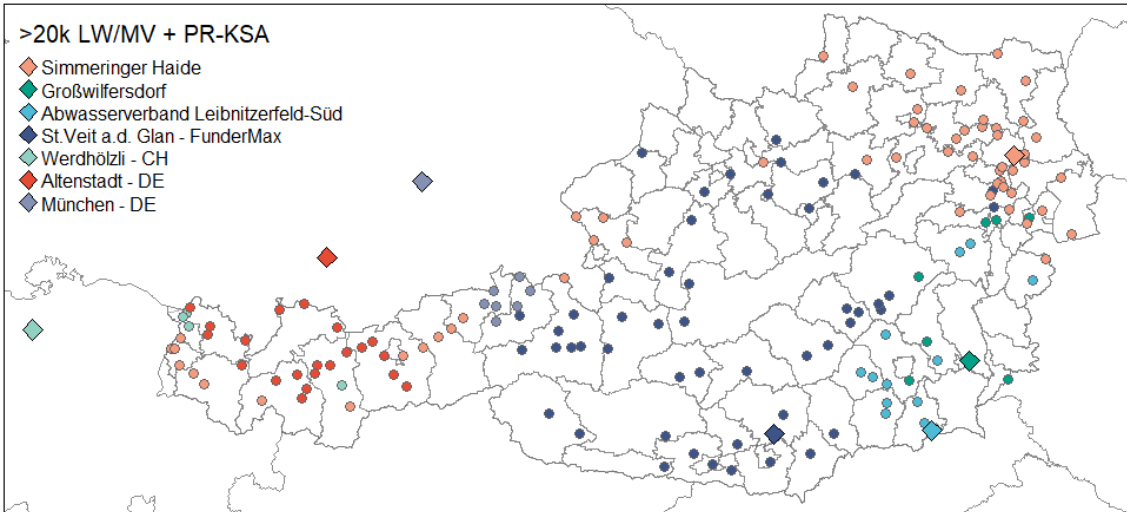 >20k LW/MV + PR-KSA
Simmeringer Haide
Großwilfersdorf
Abwasserverband Leibnitzerfeld-Süd
St.Veit a.d. Glan - FunderMax
Werdhölzli - CH
Altenstadt - DE
München - DE